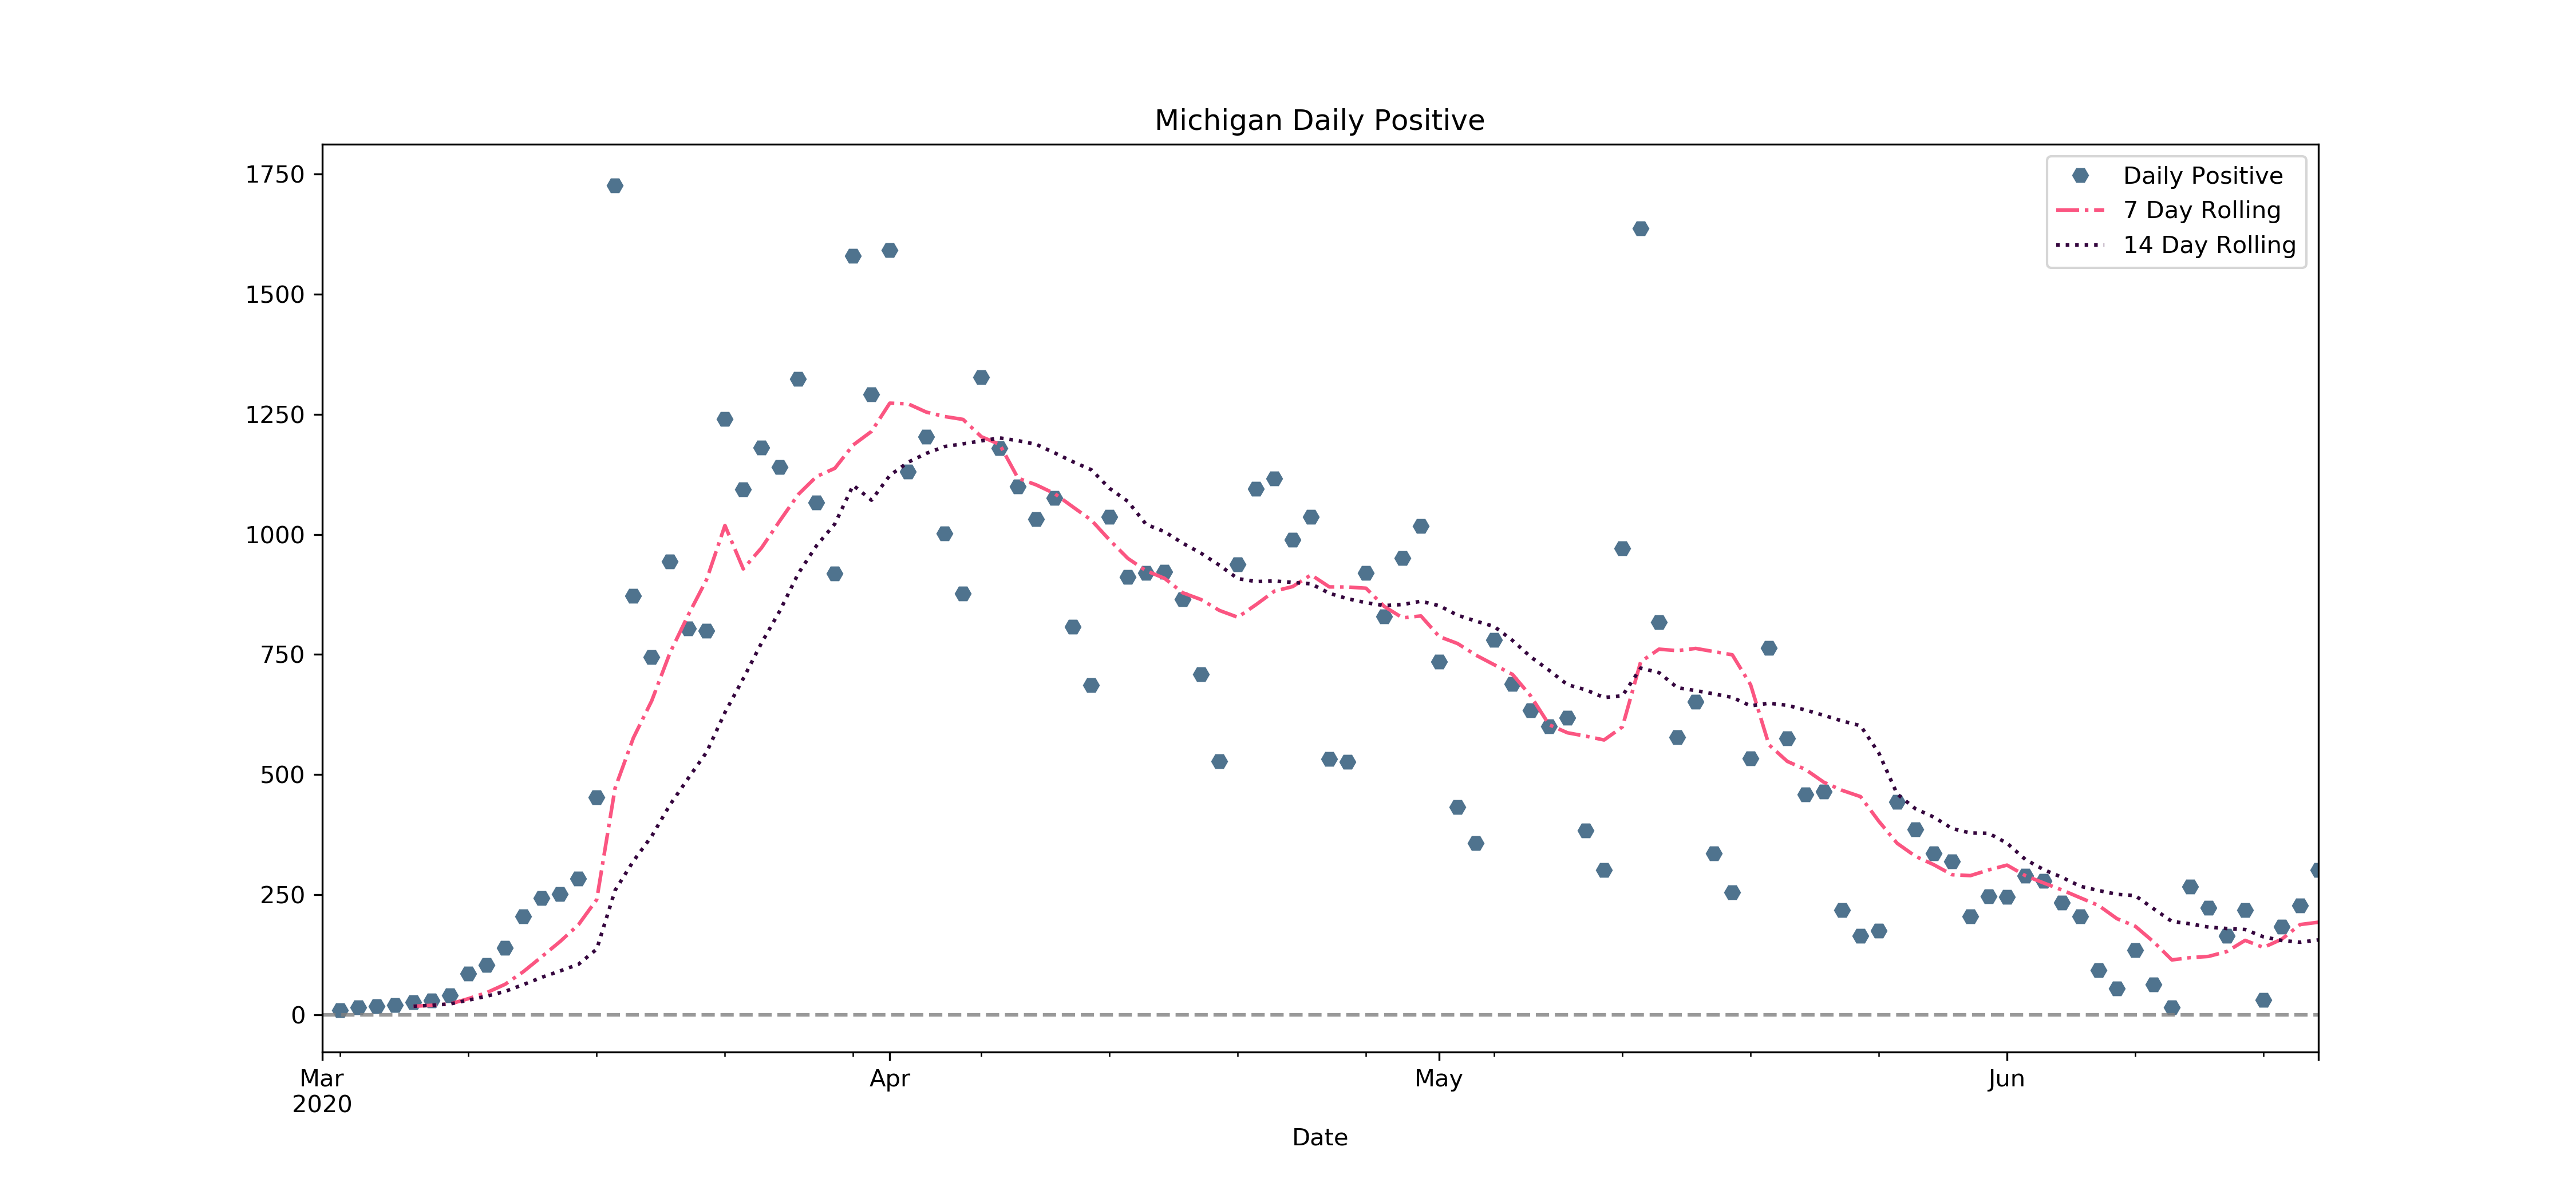 Michigan Daily Positive
1750
1500
1250
1000
750
500
250
0
Daily Positive
7 Day Rolling
14 Day Rolling
Mar
2020
Apr
May
Jun
Date